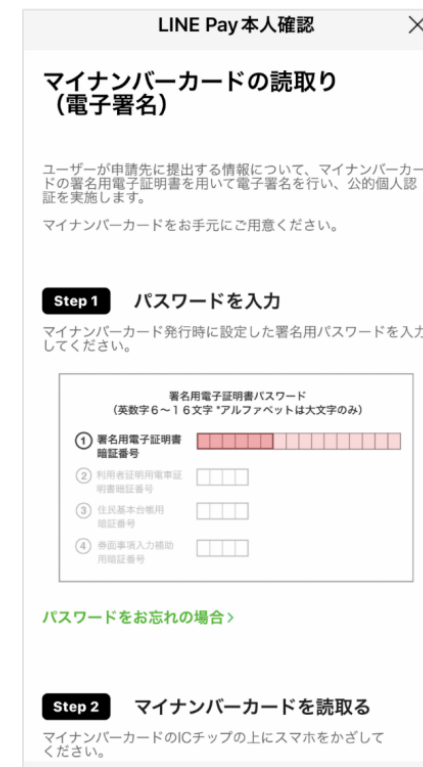 LINE Pay 本人確認
マイナンバーカードの読取り
（電子署名）
ユーザーが申請先に提出する情報について、マイナンバーカー
ドの署名用電子証明書を用いて電子署名を行い、公的個人認
証を実施します。
マイナンバーカードをお手元にご用意ください。
Step 1 パスワードを入力
マイナンバーカード発行時に設定した署名用パスワードを入力
してください。
署名用電子証明書パスワード
（英数字６〜１６文字 *アルファベットは大文字のみ）
① 署名用電子証明書
暗証番号
② 利用者証明用電車証
明書暗証番号
③ 住民基本台帳用
暗証番号
④ 券面事項入力補助
用暗証番号
パスワードをお忘れの場合 >
Step 2 マイナンバーカードを読取る
マイナンバーカードのICチップの上にスマホをかざして
ください。